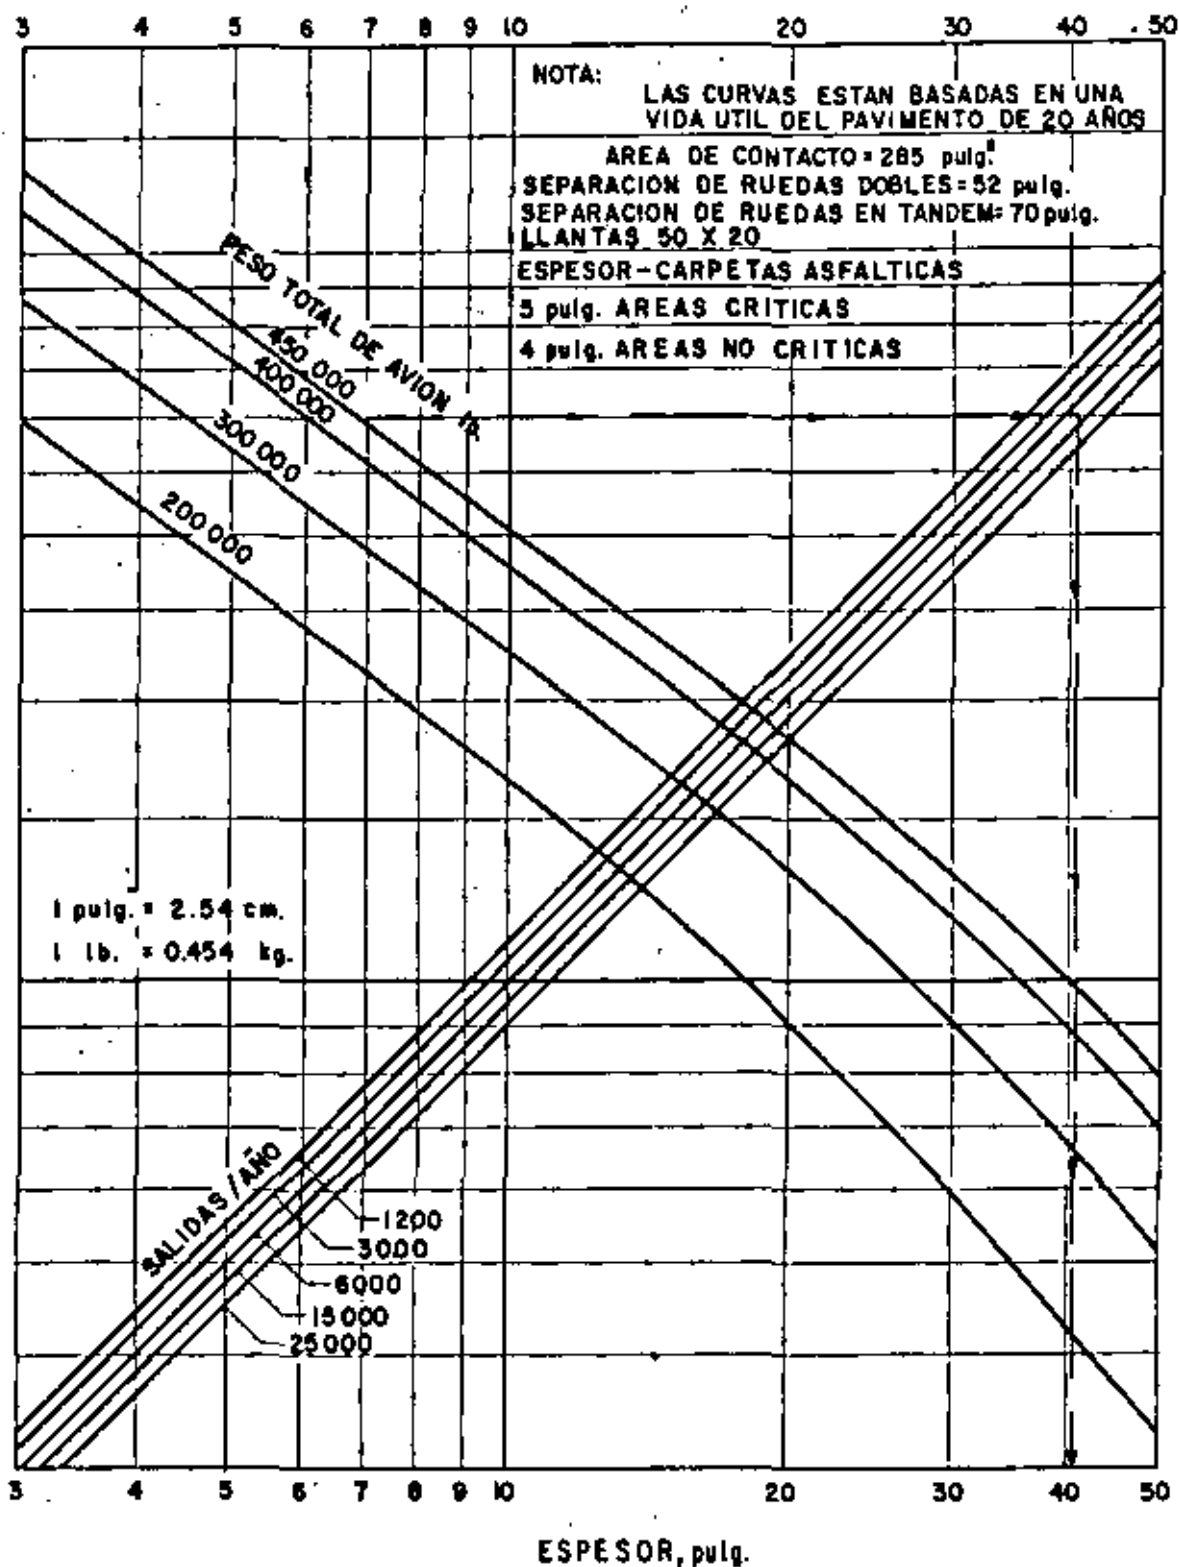 3 4 5 6 7 8 9 10 20 30 40 50
NOTA:
LAS CURVAS ESTAN BASADAS EN UNA
VIDA UTIL DEL PAVIMENTO DE 20 AÑOS
AREA DE CONTACTO = 285 pulg.²
SEPARACION DE RUEDAS DOBLES = 52 pulg.
SEPARACION DE RUEDAS EN TANDEM = 70 pulg.
LLANTAS 50 X 20
ESPESOR-CARPETAS ASFALTICAS
5 pulg. AREAS CRITICAS
4 pulg. AREAS NO CRITICAS
PESO TOTAL DE AVION lb.
450 000
400 000
300 000
200 000
1 pulg. = 2.54 cm.
1 lb. = 0.454 kg.
SALIDAS / AÑO
1200
3000
6000
15000
25000
3 4 5 6 7 8 9 10 20 30 40 50
ESPESOR, pulg.